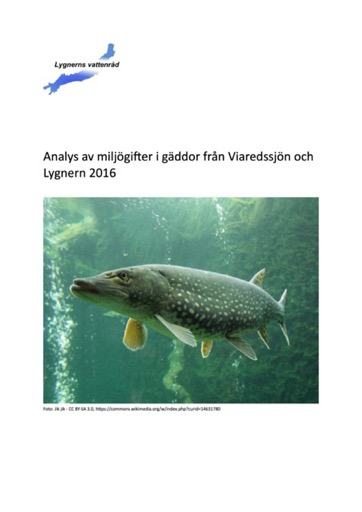 Lygnerns vattenråd
Analys av miljögifter i gäddor från Viaredssjön och
Lygnern 2016
Foto: Jik jik - CC BY-SA 3.0, https://commons.wikimedia.org/w/index.php?curid=14631780